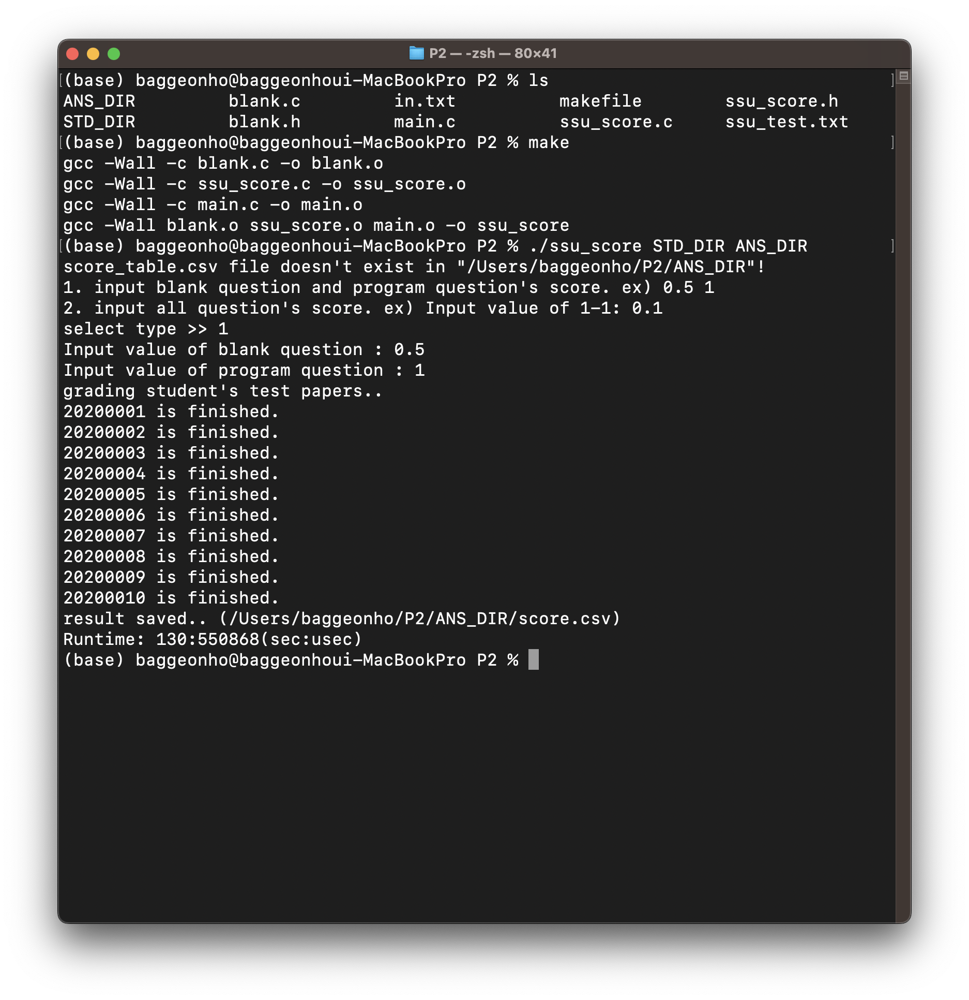 P2 — -zsh — 80×41
(base) baggeonho@baggeonhoui-MacBookPro P2 % ls
ANS_DIR         blank.c         in.txt          makefile        ssu_score.h
STD_DIR         blank.h         main.c          ssu_score.c     ssu_test.txt
(base) baggeonho@baggeonhoui-MacBookPro P2 % make
gcc -Wall -c blank.c -o blank.o
gcc -Wall -c ssu_score.c -o ssu_score.o
gcc -Wall -c main.c -o main.o
gcc -Wall blank.o ssu_score.o main.o -o ssu_score
(base) baggeonho@baggeonhoui-MacBookPro P2 % ./ssu_score STD_DIR ANS_DIR
score_table.csv file doesn't exist in "/Users/baggeonho/P2/ANS_DIR"!
1. input blank question and program question's score. ex) 0.5 1
2. input all question's score. ex) Input value of 1-1: 0.1
select type >> 1
Input value of blank question : 0.5
Input value of program question : 1
grading student's test papers..
20200001 is finished.
20200002 is finished.
20200003 is finished.
20200004 is finished.
20200005 is finished.
20200006 is finished.
20200007 is finished.
20200008 is finished.
20200009 is finished.
20200010 is finished.
result saved.. (/Users/baggeonho/P2/ANS_DIR/score.csv)
Runtime: 130:550868(sec:usec)
(base) baggeonho@baggeonhoui-MacBookPro P2 %